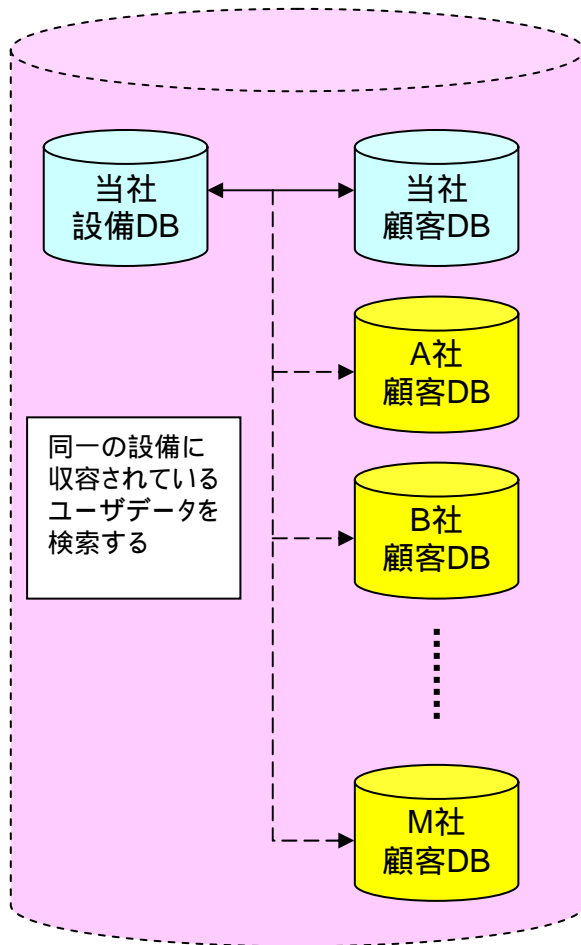 当社
設備DB
当社
顧客DB
A社
顧客DB
同一の設備に
収容されている
ユーザデータを
検索する
B社
顧客DB
M社
顧客DB